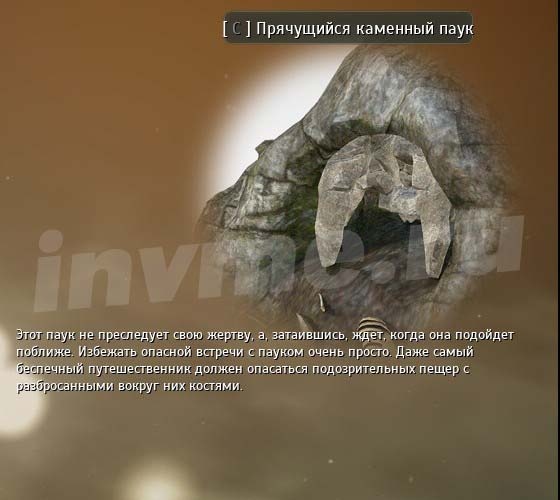 [ C ] Прячущийся каменный паук
invme.ru
Этот паук не преследует свою жертву, а, затаившись, ждет, когда она подойдет
поближе. Избежать опасной встречи с пауком очень просто. Даже самый
беспечный путешественник должен опасаться подозрительных пещер с
разбросанными вокруг них костями.